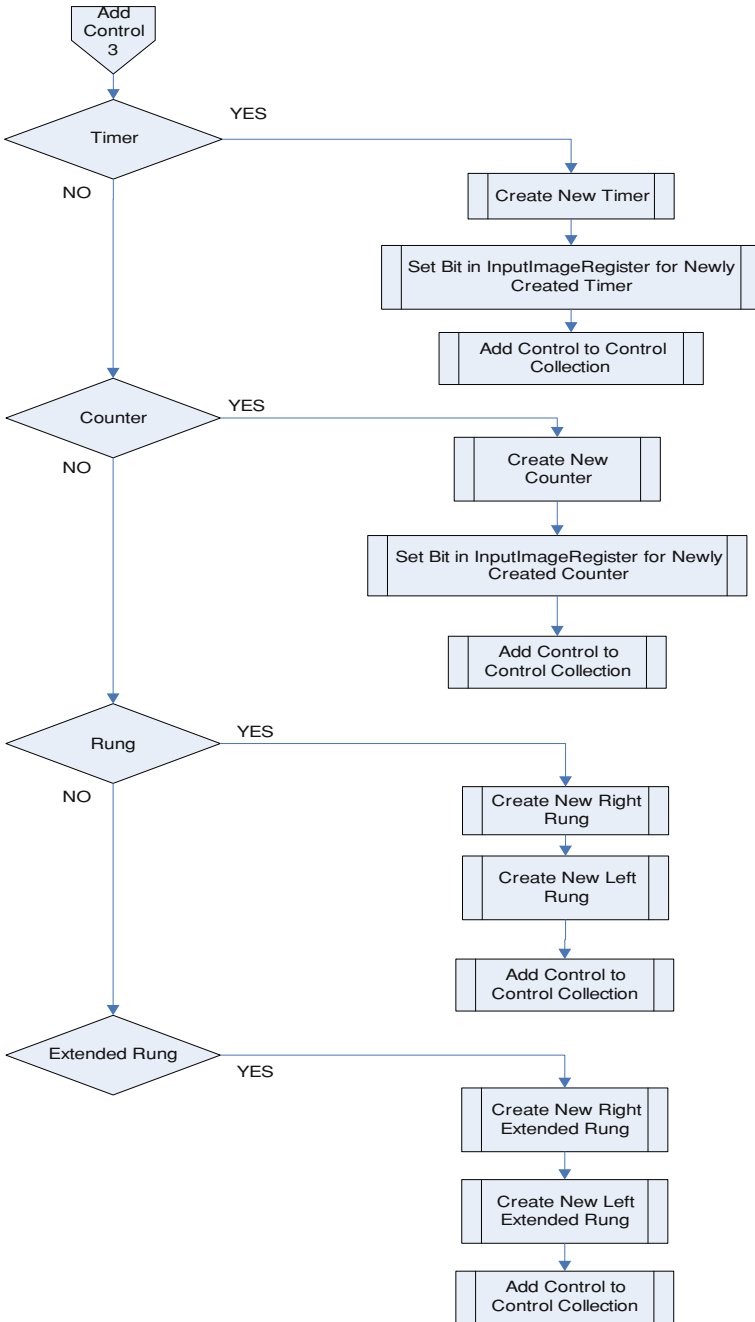 Add
Control
3
YES
Timer
NO
Create New Timer
Set Bit in InputImageRegister for Newly
Created Timer
Add Control to Control
Collection
YES
Counter
NO
Create New
Counter
Set Bit in InputImageRegister for Newly
Created Counter
Add Control to
Control Collection
YES
Rung
NO
Create New Right
Rung
Create New Left
Rung
Add Control to
Control Collection
Extended Rung
YES
Create New Right
Extended Rung
Create New Left
Extended Rung
Add Control to
Control Collection